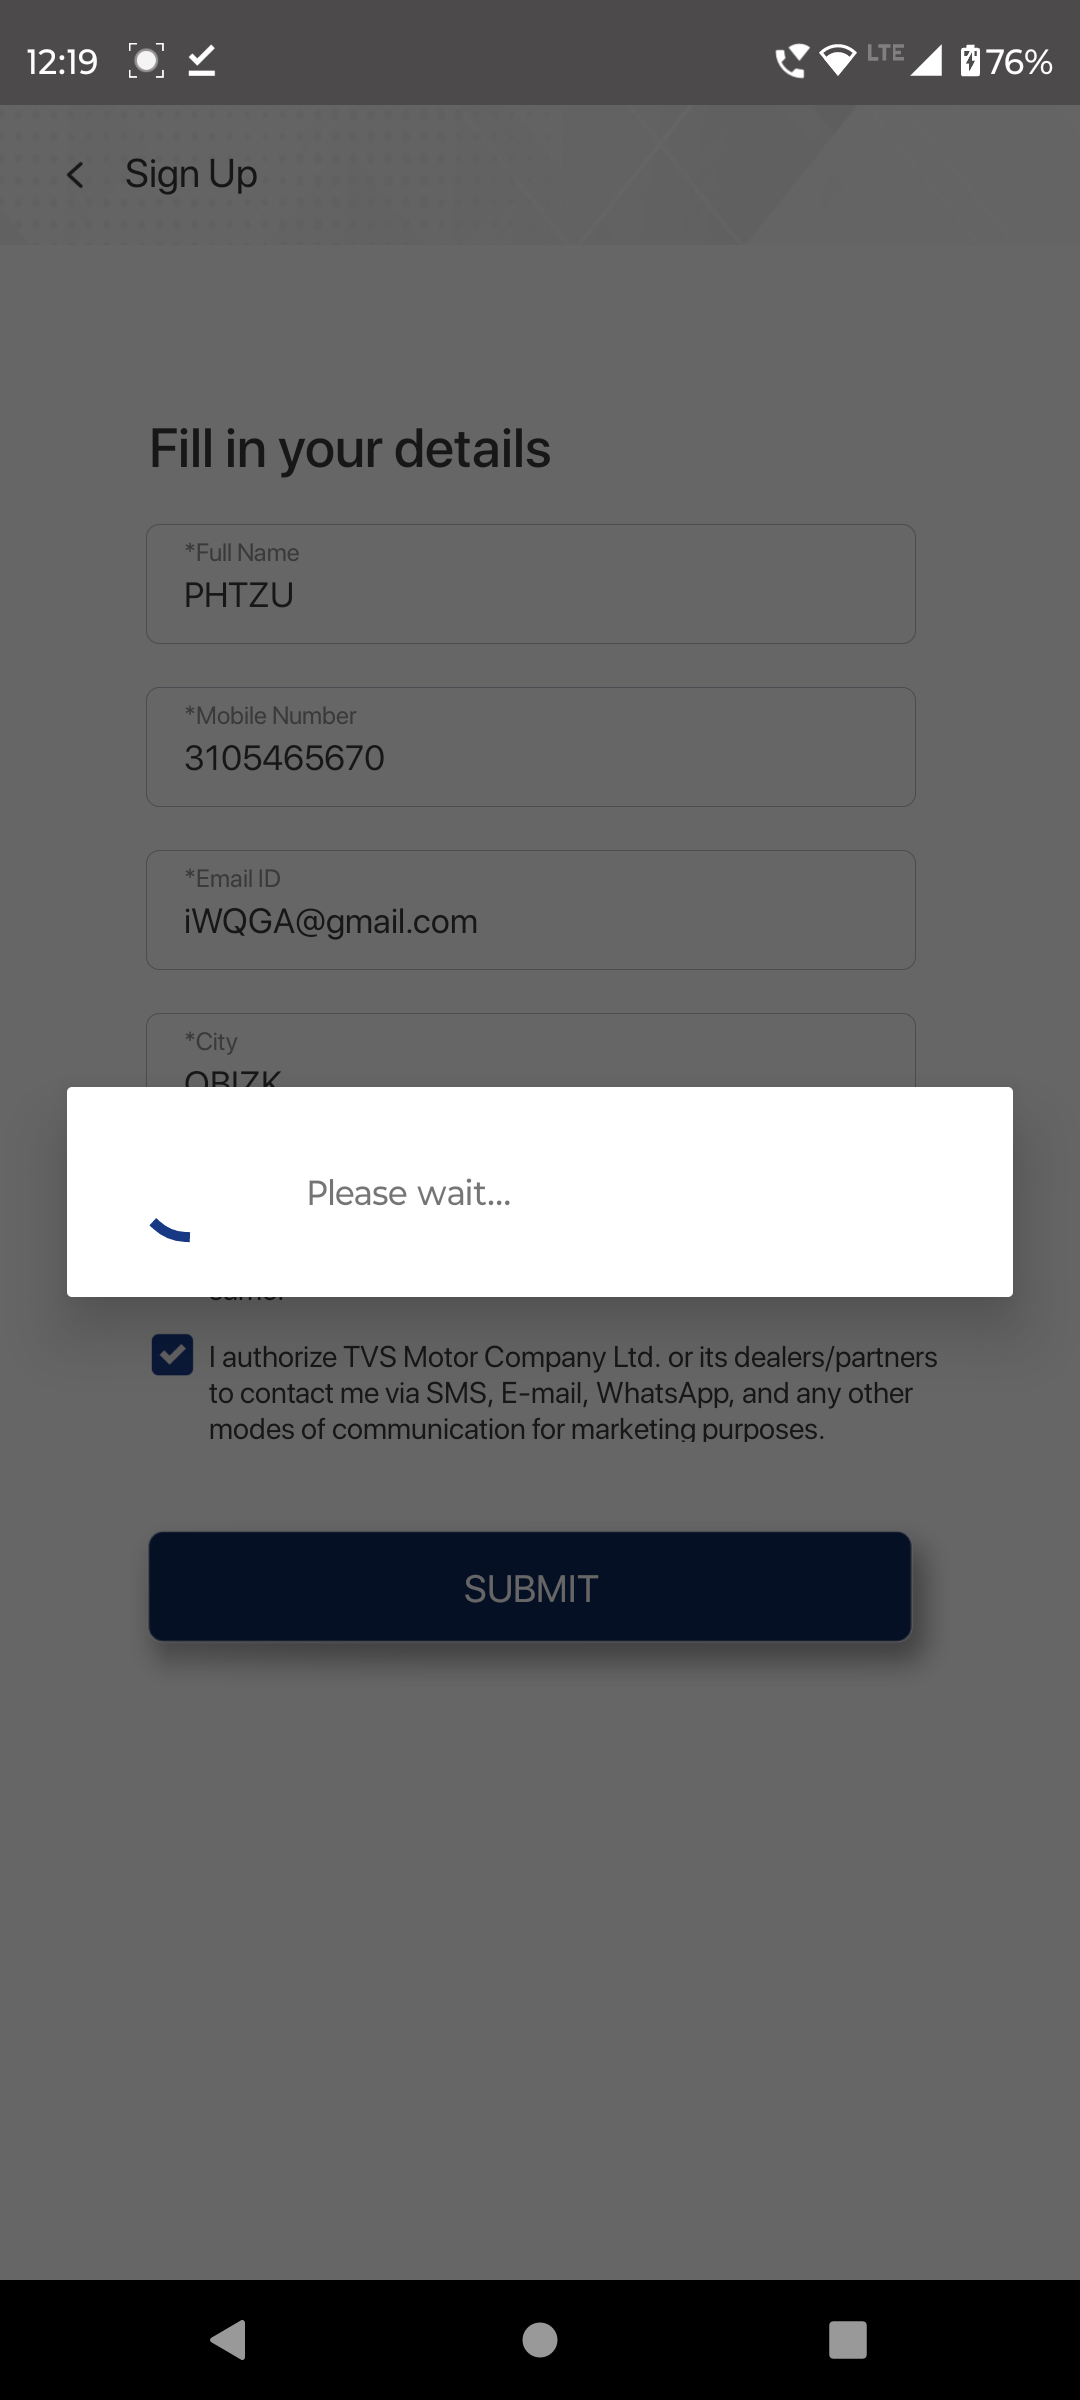 12:19
LTE
76%
Sign Up
Fill in your details
*Full Name
PHTZU
*Mobile Number
3105465670
*Email ID
iWQGA@gmail.com
*City
Please wait...
I authorize TVS Motor Company Ltd. or its dealers/partners
to contact me via SMS, E-mail, WhatsApp, and any other
modes of communication for marketing purposes.
SUBMIT